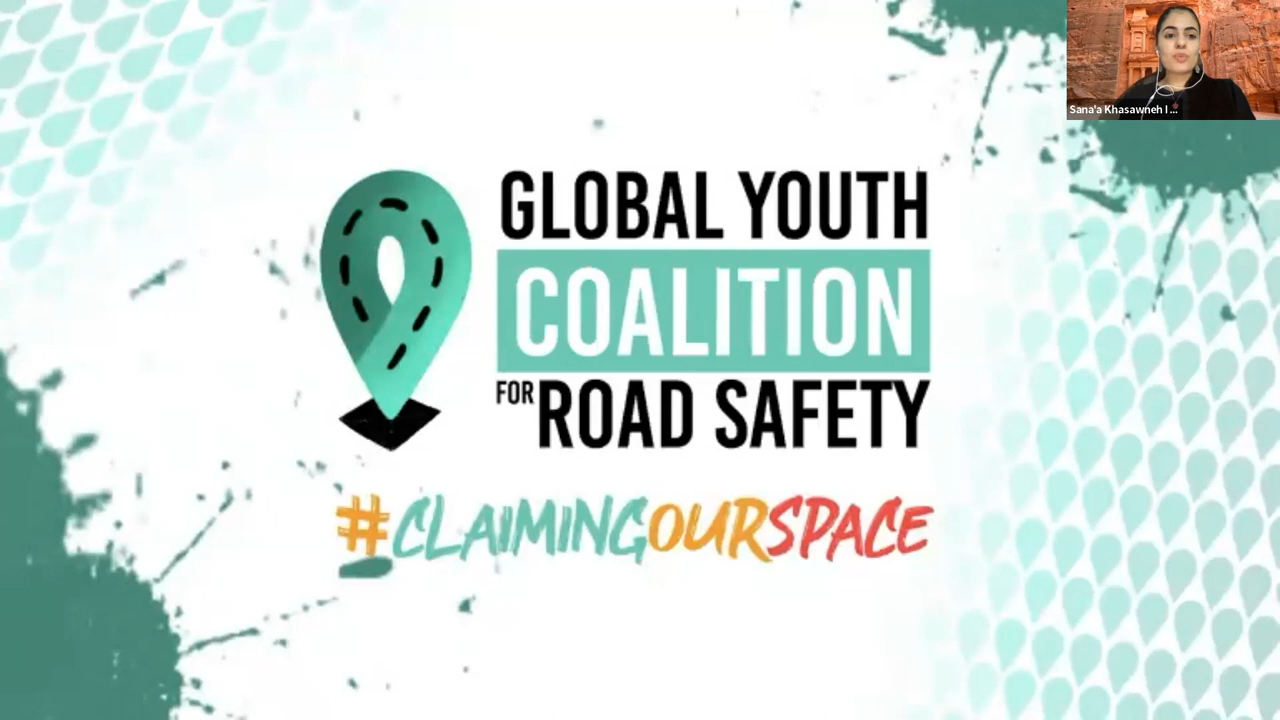 Sana'a Khasawneh I ...
GLOBAL YOUTH
COALITION
FOR ROAD SAFETY
#CLAIMINGOURSPACE